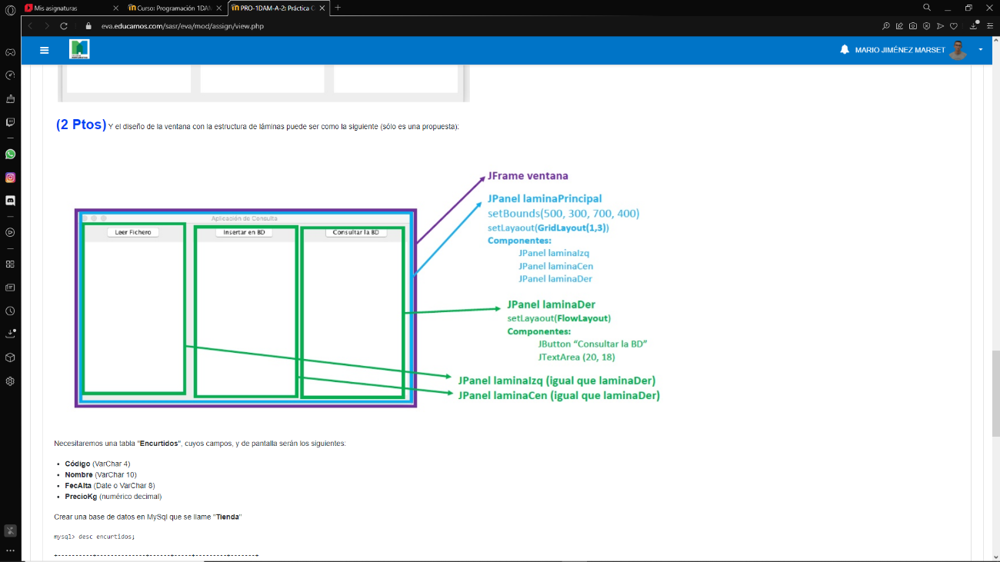 Mis asignaturas
Curso: Programación 1DAM
PRO-1DAM-A-2: Práctica C
eva.educamos.com/sasr/eva/mod/assign/view.php
MARIO JIMÉNEZ MARSET
(2 Ptos) Y el diseño de la ventana con la estructura de láminas puede ser como la siguiente (sólo es una propuesta):
JFrame ventana
JPanel laminaPrincipal
setBounds(500, 300, 700, 400)
setLayaout(GridLayout(1,3))
Componentes:
JPanel laminaIzq
JPanel laminaCen
JPanel laminaDer
Aplicación de Consulta
Leer Fichero
Insertar en BD
Consultar la BD
JPanel laminaDer
setLayaout(FlowLayout)
Componentes:
JButton “Consultar la BD”
JTextArea (20, 18)
JPanel laminaIzq (igual que laminaDer)
JPanel laminaCen (igual que laminaDer)
Necesitaremos una tabla "Encurtidos", cuyos campos, y de pantalla serán los siguientes:
• Código (VarChar 4)
• Nombre (VarChar 10)
• FecAlta (Date o VarChar 8)
• PrecioKg (numérico decimal)
Crear una base de datos en MySql que se llame "Tienda"
mysql> desc encurtidos;
+----------+--------------+------+-----+---------+-------+